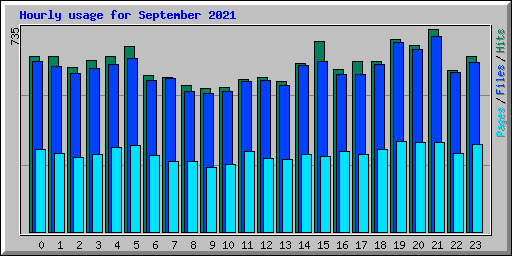 Hourly usage for September 2021
735
Pages/Files/Hits
0 1 2 3 4 5 6 7 8 9 10 11 12 13 14 15 16 17 18 19 20 21 22 23